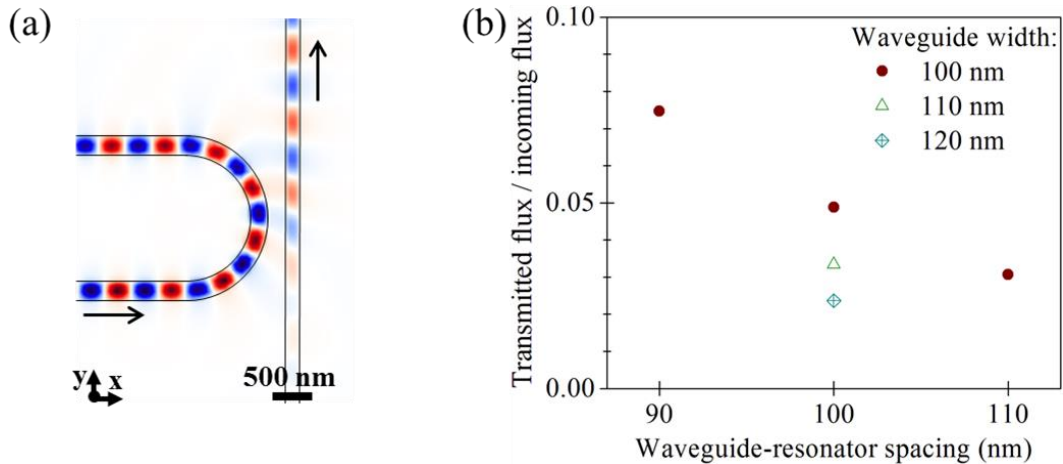 (a)
500 nm
y
x
(b)
Transmitted flux / incoming flux
0.10
0.05
0.00
Waveguide width:
100 nm
110 nm
120 nm
90
100
110
Waveguide-resonator spacing (nm)